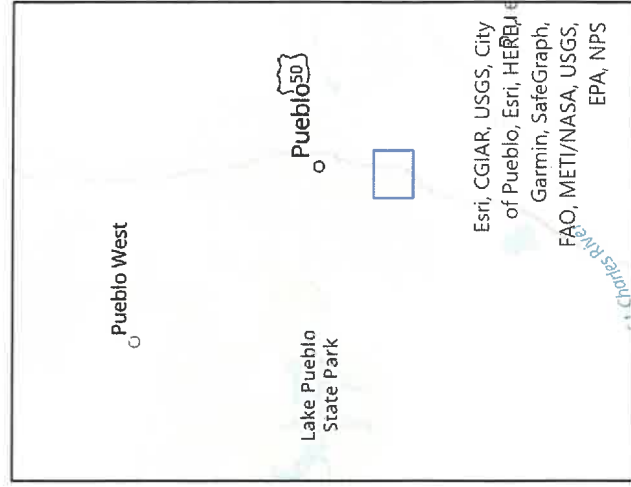 Pueblo West
Pueblo
50
Lake Pueblo
State Park
Esri, CGIAR, USGS, City
of Pueblo, Esri, HERE,
Garmin, SafeGraph,
FAO, METI/NASA, USGS,
EPA, NPS
Charles River